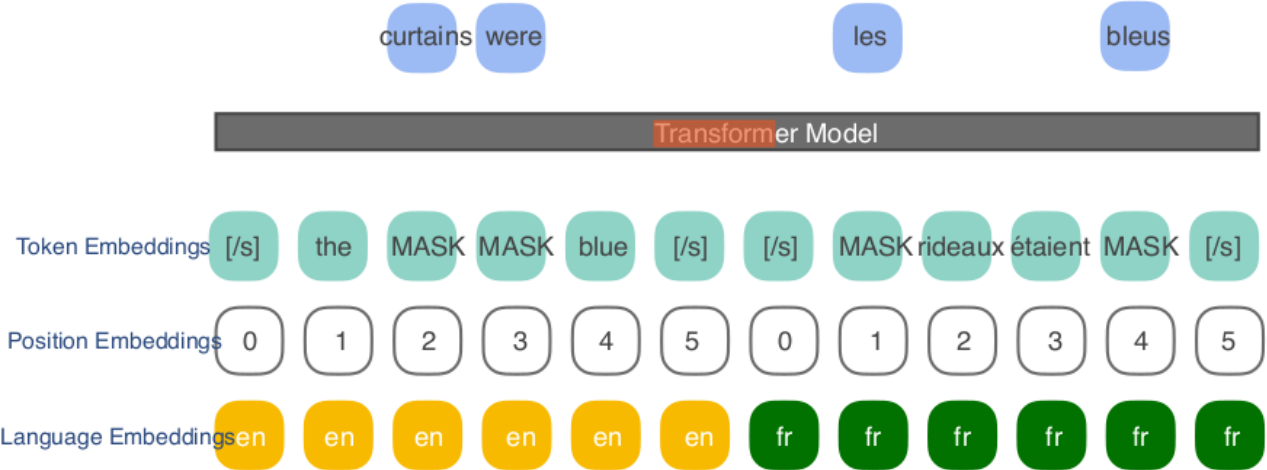 curtains were les bleus
Transformer Model
Token Embeddings [/s] the MASK MASK blue [/s] [/s] MASK rideaux étaient MASK [/s]
Position Embeddings 0 1 2 3 4 5 0 1 2 3 4 5
Language Embeddings en en en en en en fr fr fr fr fr fr